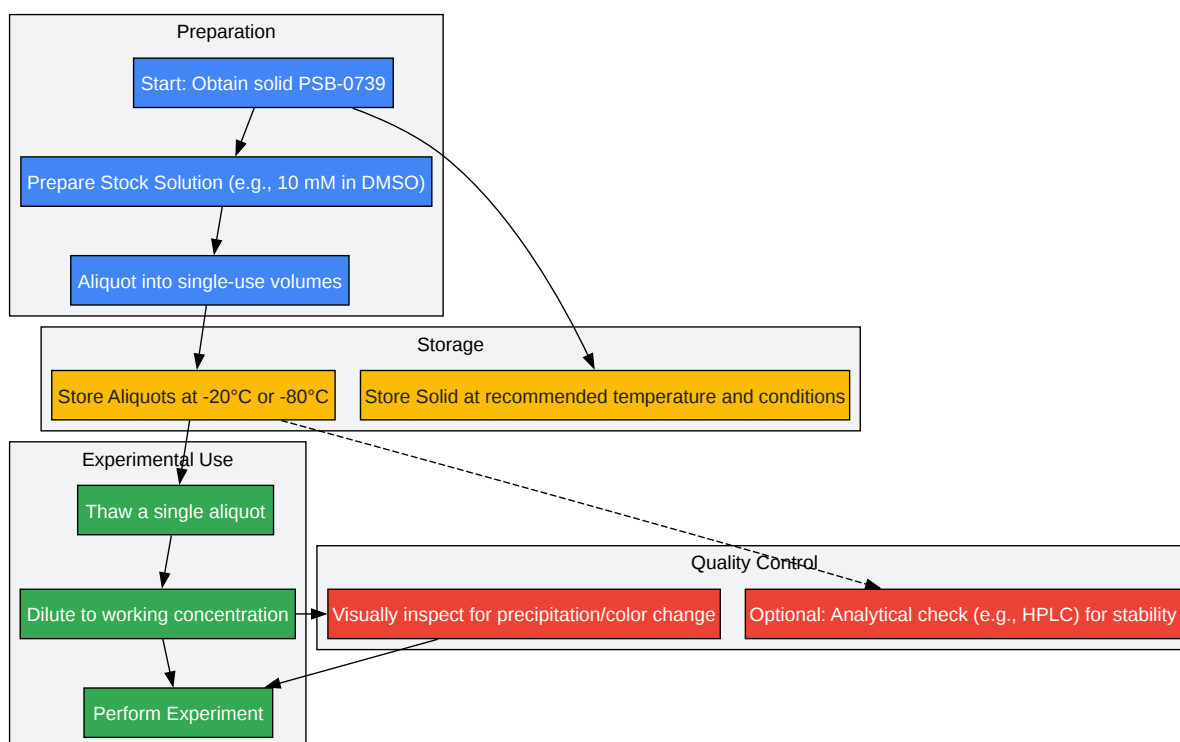 Preparation
Start: Obtain solid PSB-0739
Prepare Stock Solution (e.g., 10 mM in DMSO)
Aliquot into single-use volumes
Storage
Store Aliquots at -20°C or -80°C
Store Solid at recommended temperature and conditions
Experimental Use
Thaw a single aliquot
Dilute to working concentration
Perform Experiment
Quality Control
Visually inspect for precipitation/color change
Optional: Analytical check (e.g., HPLC) for stability